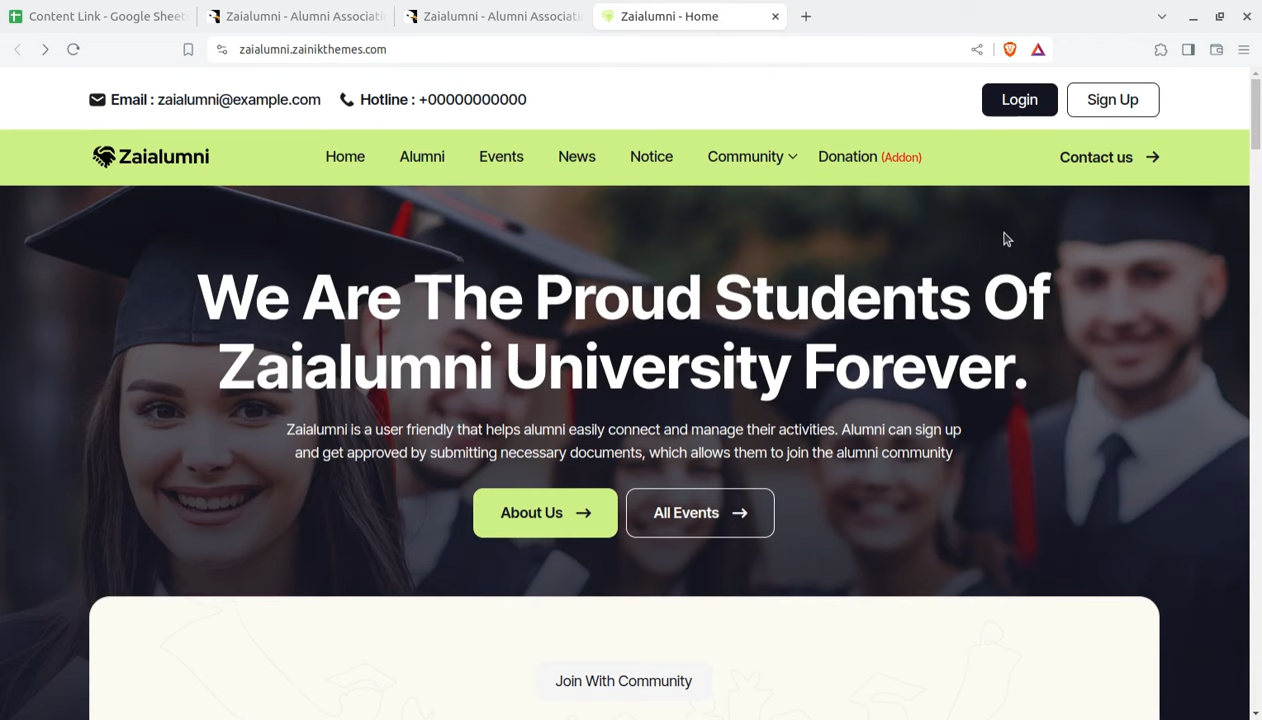 Content Link - Google Sheet
Zaialumni - Alumni Associati
Zaialumni - Alumni Associati
Zaialumni - Home
zaialumni.zainikthemes.com
Email : zaialumni@example.com
Hotline : +00000000000
Login
Sign Up
Zaialumni
Home
Alumni
Events
News
Notice
Community
Donation (Addon)
Contact us
We Are The Proud Students Of
Zaialumni University Forever.
Zaialumni is a user friendly that helps alumni easily connect and manage their activities. Alumni can sign up
and get approved by submitting necessary documents, which allows them to join the alumni community
About Us
All Events
Join With Community